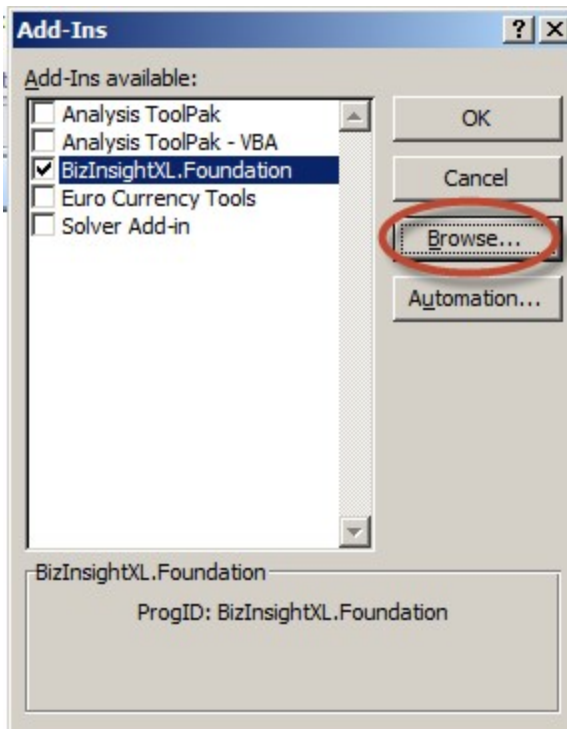 Add-Ins
Add-Ins available:
Analysis ToolPak
Analysis ToolPak - VBA
BizInsightXL.Foundation
Euro Currency Tools
Solver Add-in
OK
Cancel
Browse...
Automation...
BizInsightXL.Foundation
ProgID: BizInsightXL.Foundation